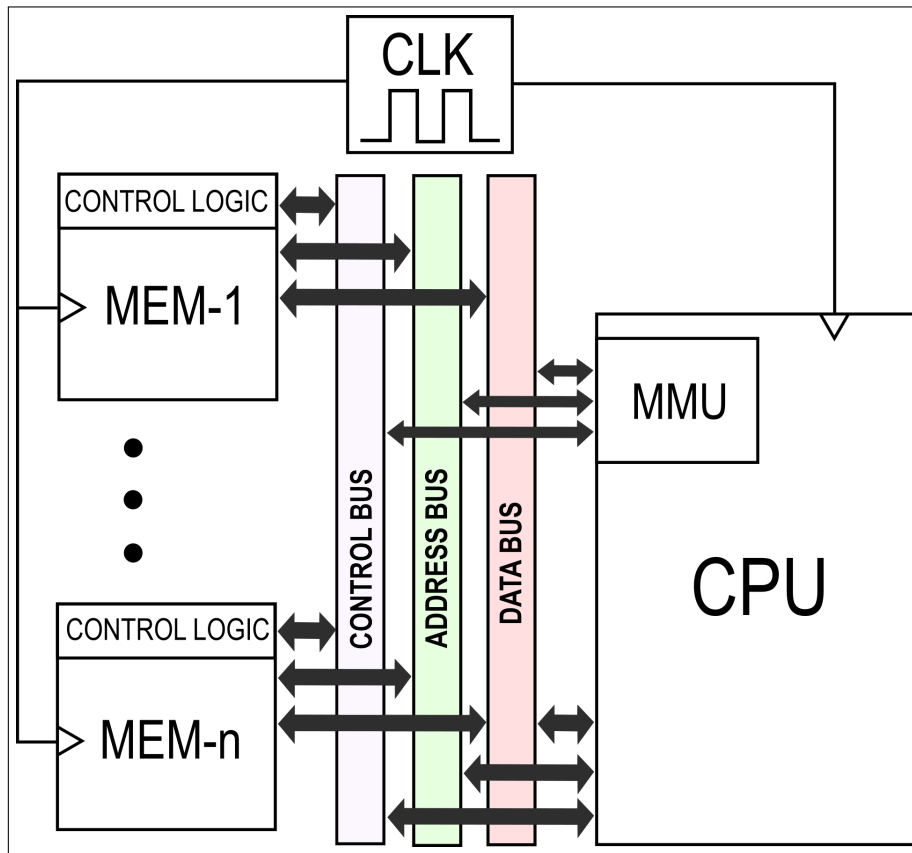 CLK
CONTROL LOGIC
MEM-1
MMU
CONTROL BUS
ADDRESS BUS
DATA BUS
CPU
CONTROL LOGIC
MEM-n